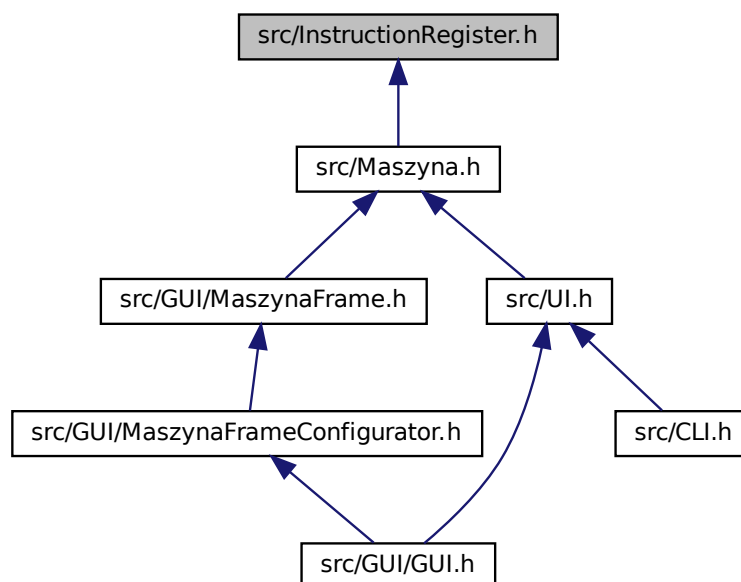 src/InstructionRegister.h
src/Maszyna.h
src/GUI/MaszynaFrame.h
src/UI.h
src/GUI/MaszynaFrameConfigurator.h
src/CLI.h
src/GUI/GUI.h